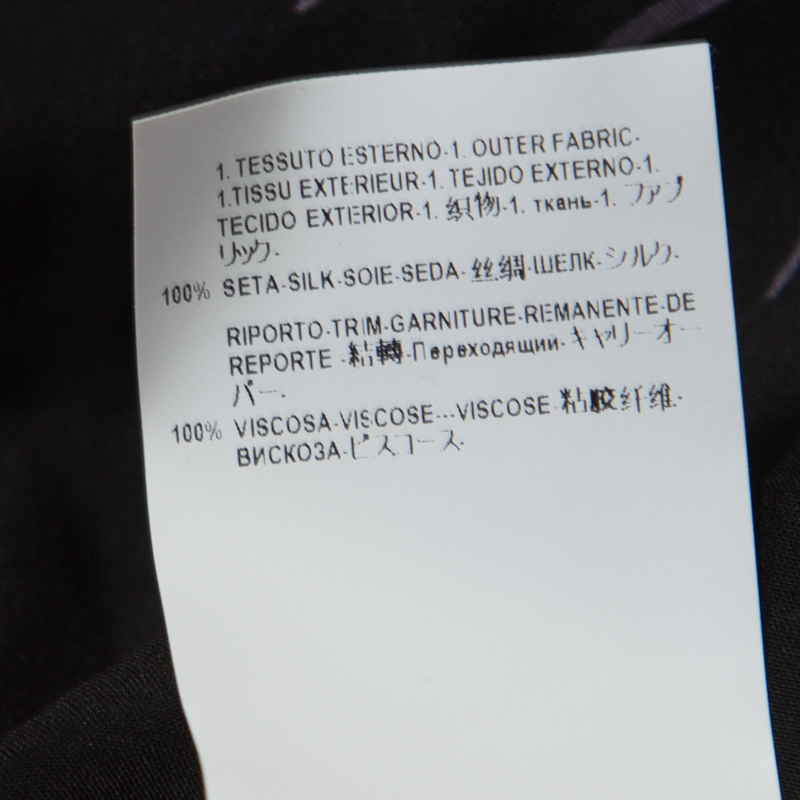 1. TESSUTO ESTERNO-1. OUTER FABRIC-
1.TISSU EXTERIEUR-1. TEJIDO EXTERNO-1.
TECIDO EXTERIOR-1. 织物-1. ткань-1. ファブ
リック-
100% SETA-SILK-SOIE-SEDA-丝绸-ШЕЛК-シルク-
RIPORTO-TRIM-GARNITURE-REMANENTE-DE
REPORTE -結轉-Переходящий-キャリーオー
バー-
100% VISCOSA-VISCOSE---VISCOSE 粘胶纤维-
ВИСКОЗА-ビスコース-